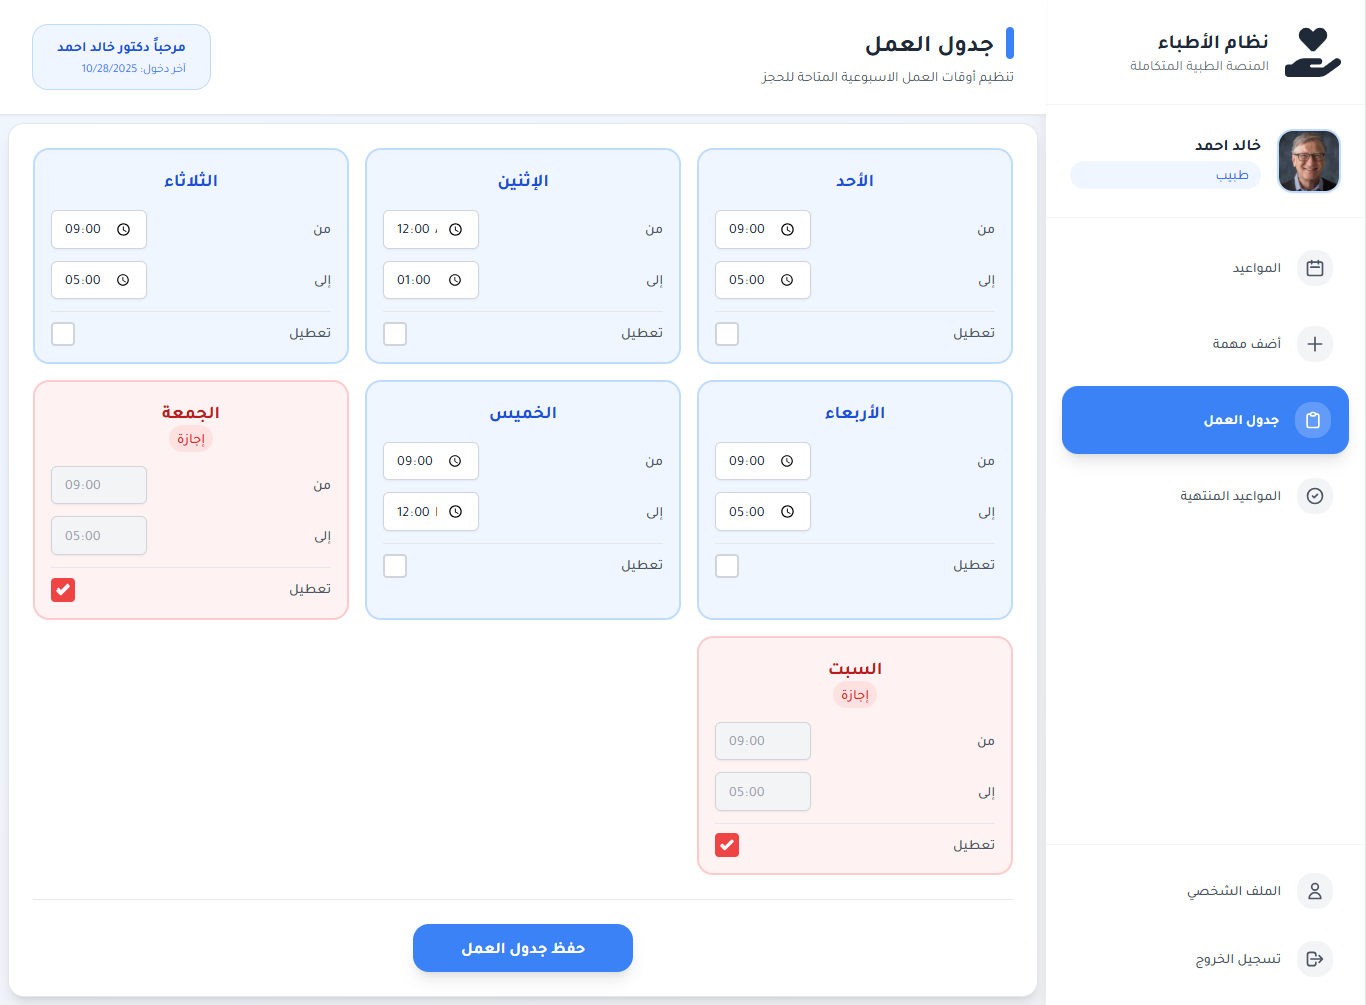 نظام الأطباء
المنصة الطبية المتكاملة
خالد احمد
طبيب
المواعيد
أضف مهمة
جدول العمل
المواعيد المنتهية
الملف الشخصي
تسجيل الخروج
جدول العمل
تنظيم أوقات العمل الاسبوعية المتاحة للحجز
مرحباً دكتور خالد احمد
آخر دخول: 10/28/2025
الأحد
من 09:00
إلى 05:00
تعطيل
الإثنين
من 12:00
إلى 01:00
تعطيل
الثلاثاء
من 09:00
إلى 05:00
تعطيل
الأربعاء
من 09:00
إلى 05:00
تعطيل
الخميس
من 09:00
إلى 12:00
تعطيل
الجمعة
إجازة
من 09:00
إلى 05:00
تعطيل
السبت
إجازة
من 09:00
إلى 05:00
تعطيل
حفظ جدول العمل